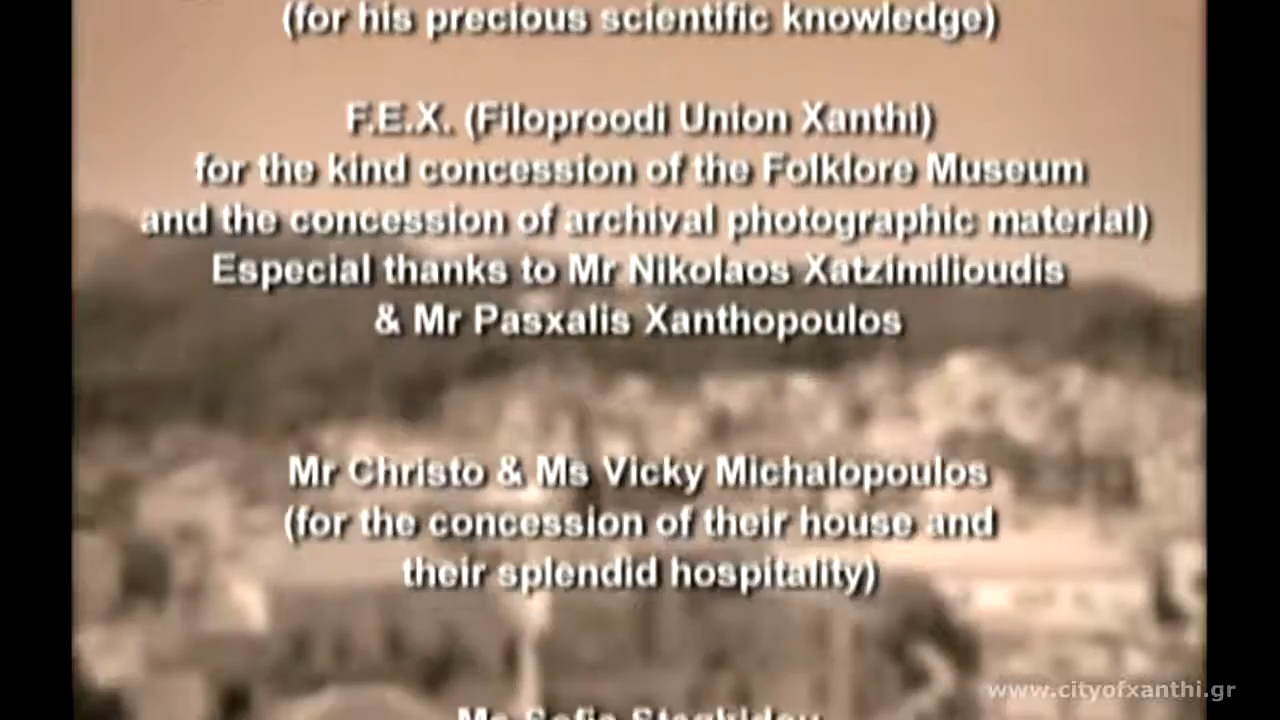 (for his precious scientific knowledge)
F.E.X. (Filoproodi Union Xanthi)
for the kind concession of the Folklore Museum
and the concession of archival photographic material)
Especial thanks to Mr Nikolaos Xatzimilioudis
& Mr Pasxalis Xanthopoulos
Mr Christo & Ms Vicky Michalopoulos
(for the concession of their house and
their splendid hospitality)
Ms Sofia
www.cityofxanthi.gr